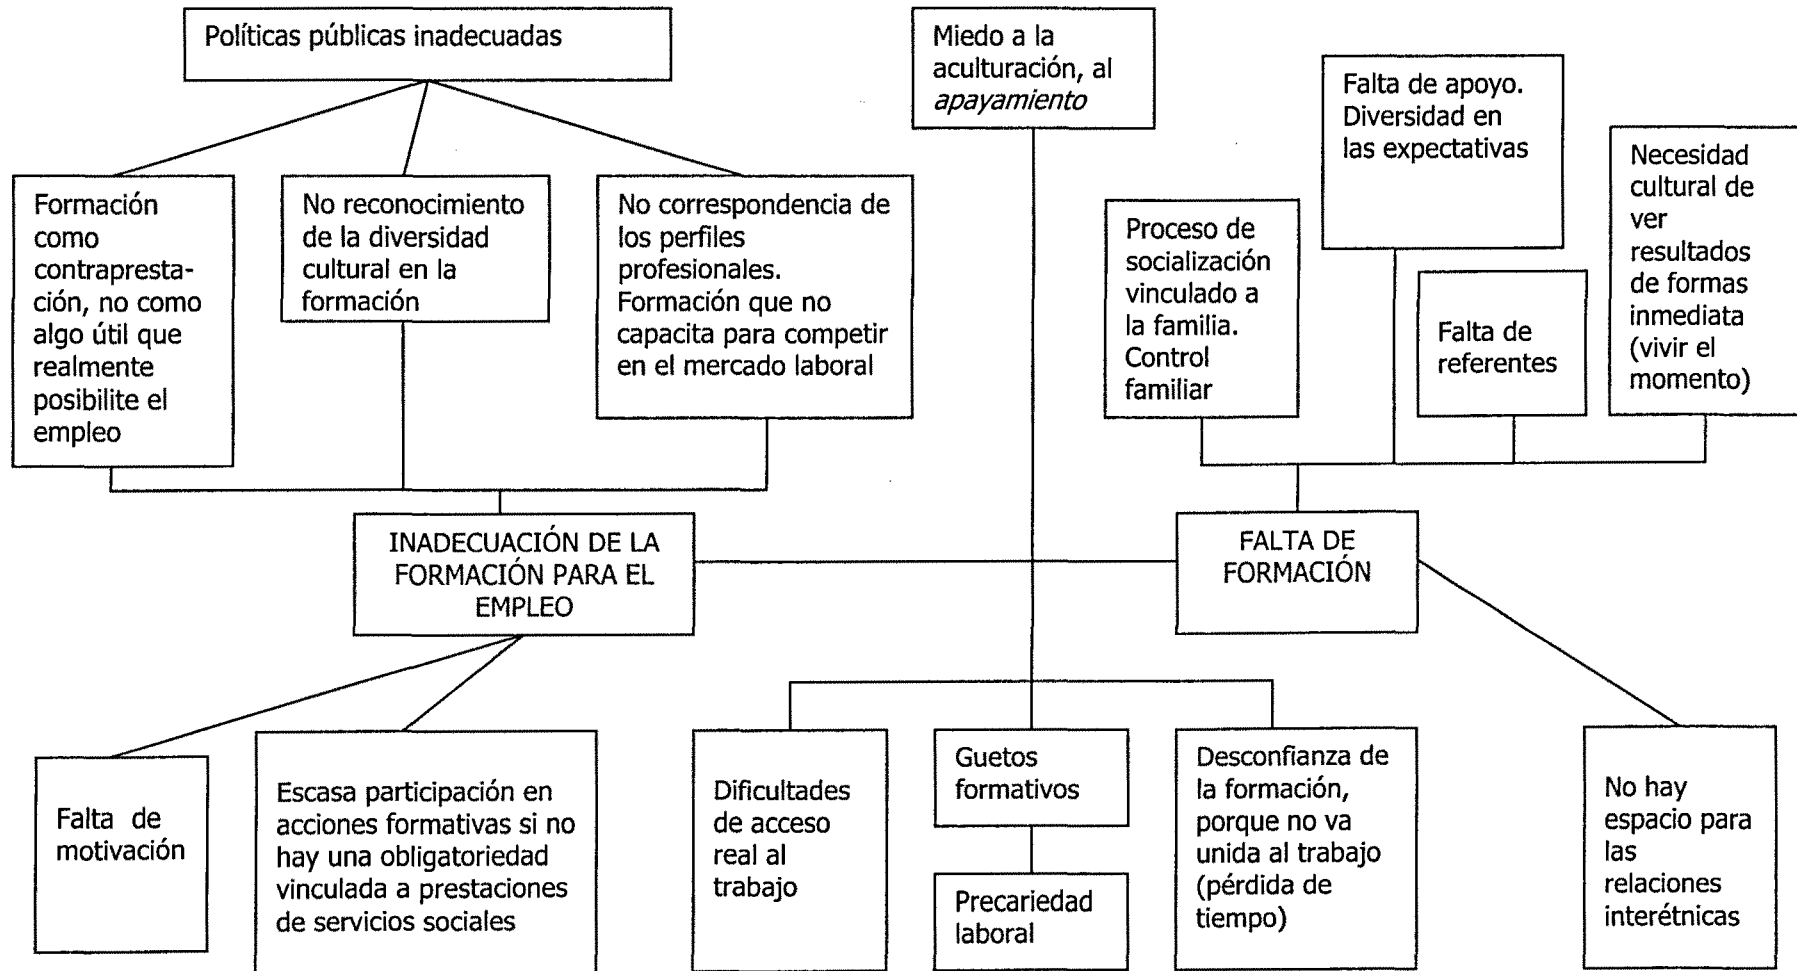 Políticas públicas inadecuadas
Miedo a la
aculturación, al
apayamiento
Falta de apoyo.
Diversidad en
las expectativas
Necesidad
cultural de
ver
resultados
de formas
inmediata
(vivir el
momento)
Formación
como
contrapresta-
ción, no como
algo útil que
realmente
posibilite el
empleo
No reconocimiento
de la diversidad
cultural en la
formación
No correspondencia de
los perfiles
profesionales.
Formación que no
capacita para competir
en el mercado laboral
Proceso de
socialización
vinculado a
la familia.
Control
familiar
Falta de
referentes
INADECUACIÓN DE LA
FORMACIÓN PARA EL
EMPLEO
FALTA DE
FORMACIÓN
Falta de
motivación
Escasa participación en
acciones formativas si no
hay una obligatoriedad
vinculada a prestaciones
de servicios sociales
Dificultades
de acceso
real al
trabajo
Guetos
formativos
Precariedad
laboral
Desconfianza de
la formación,
porque no va
unida al trabajo
(pérdida de
tiempo)
No hay
espacio para
las
relaciones
interétnicas